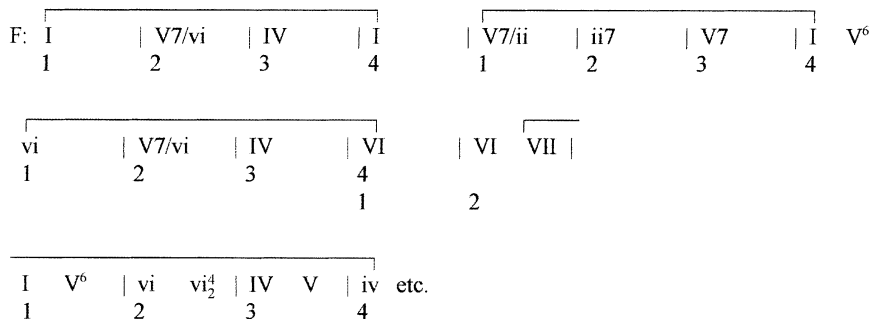 F: I | V7/vi | IV | I | V7/ii | ii7 | V7 | I V⁶
1 2 3 4 1 2 3 4
vi | V7/vi | IV | VI | VI VII |
1 2 3 4
1 2
I V⁶ | vi vi⁴₂ | IV V | iv etc.
1 2 3 4